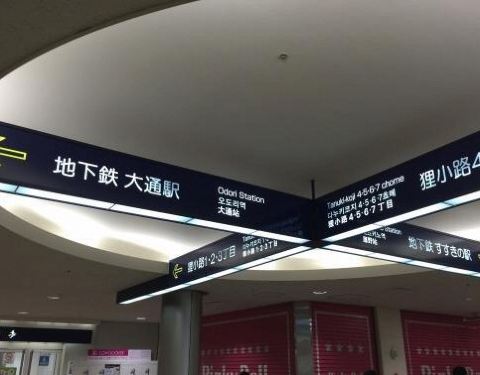 地下鉄 大通駅
Odori Station
오도리역
大通站
Tanuki-koji 4·5·6·7 chome
다누키코지 4·5·6·7초메
狸小路4·5·6·7丁目
狸小路4
狸小路1·2·3丁目
地下鉄 すすきの駅